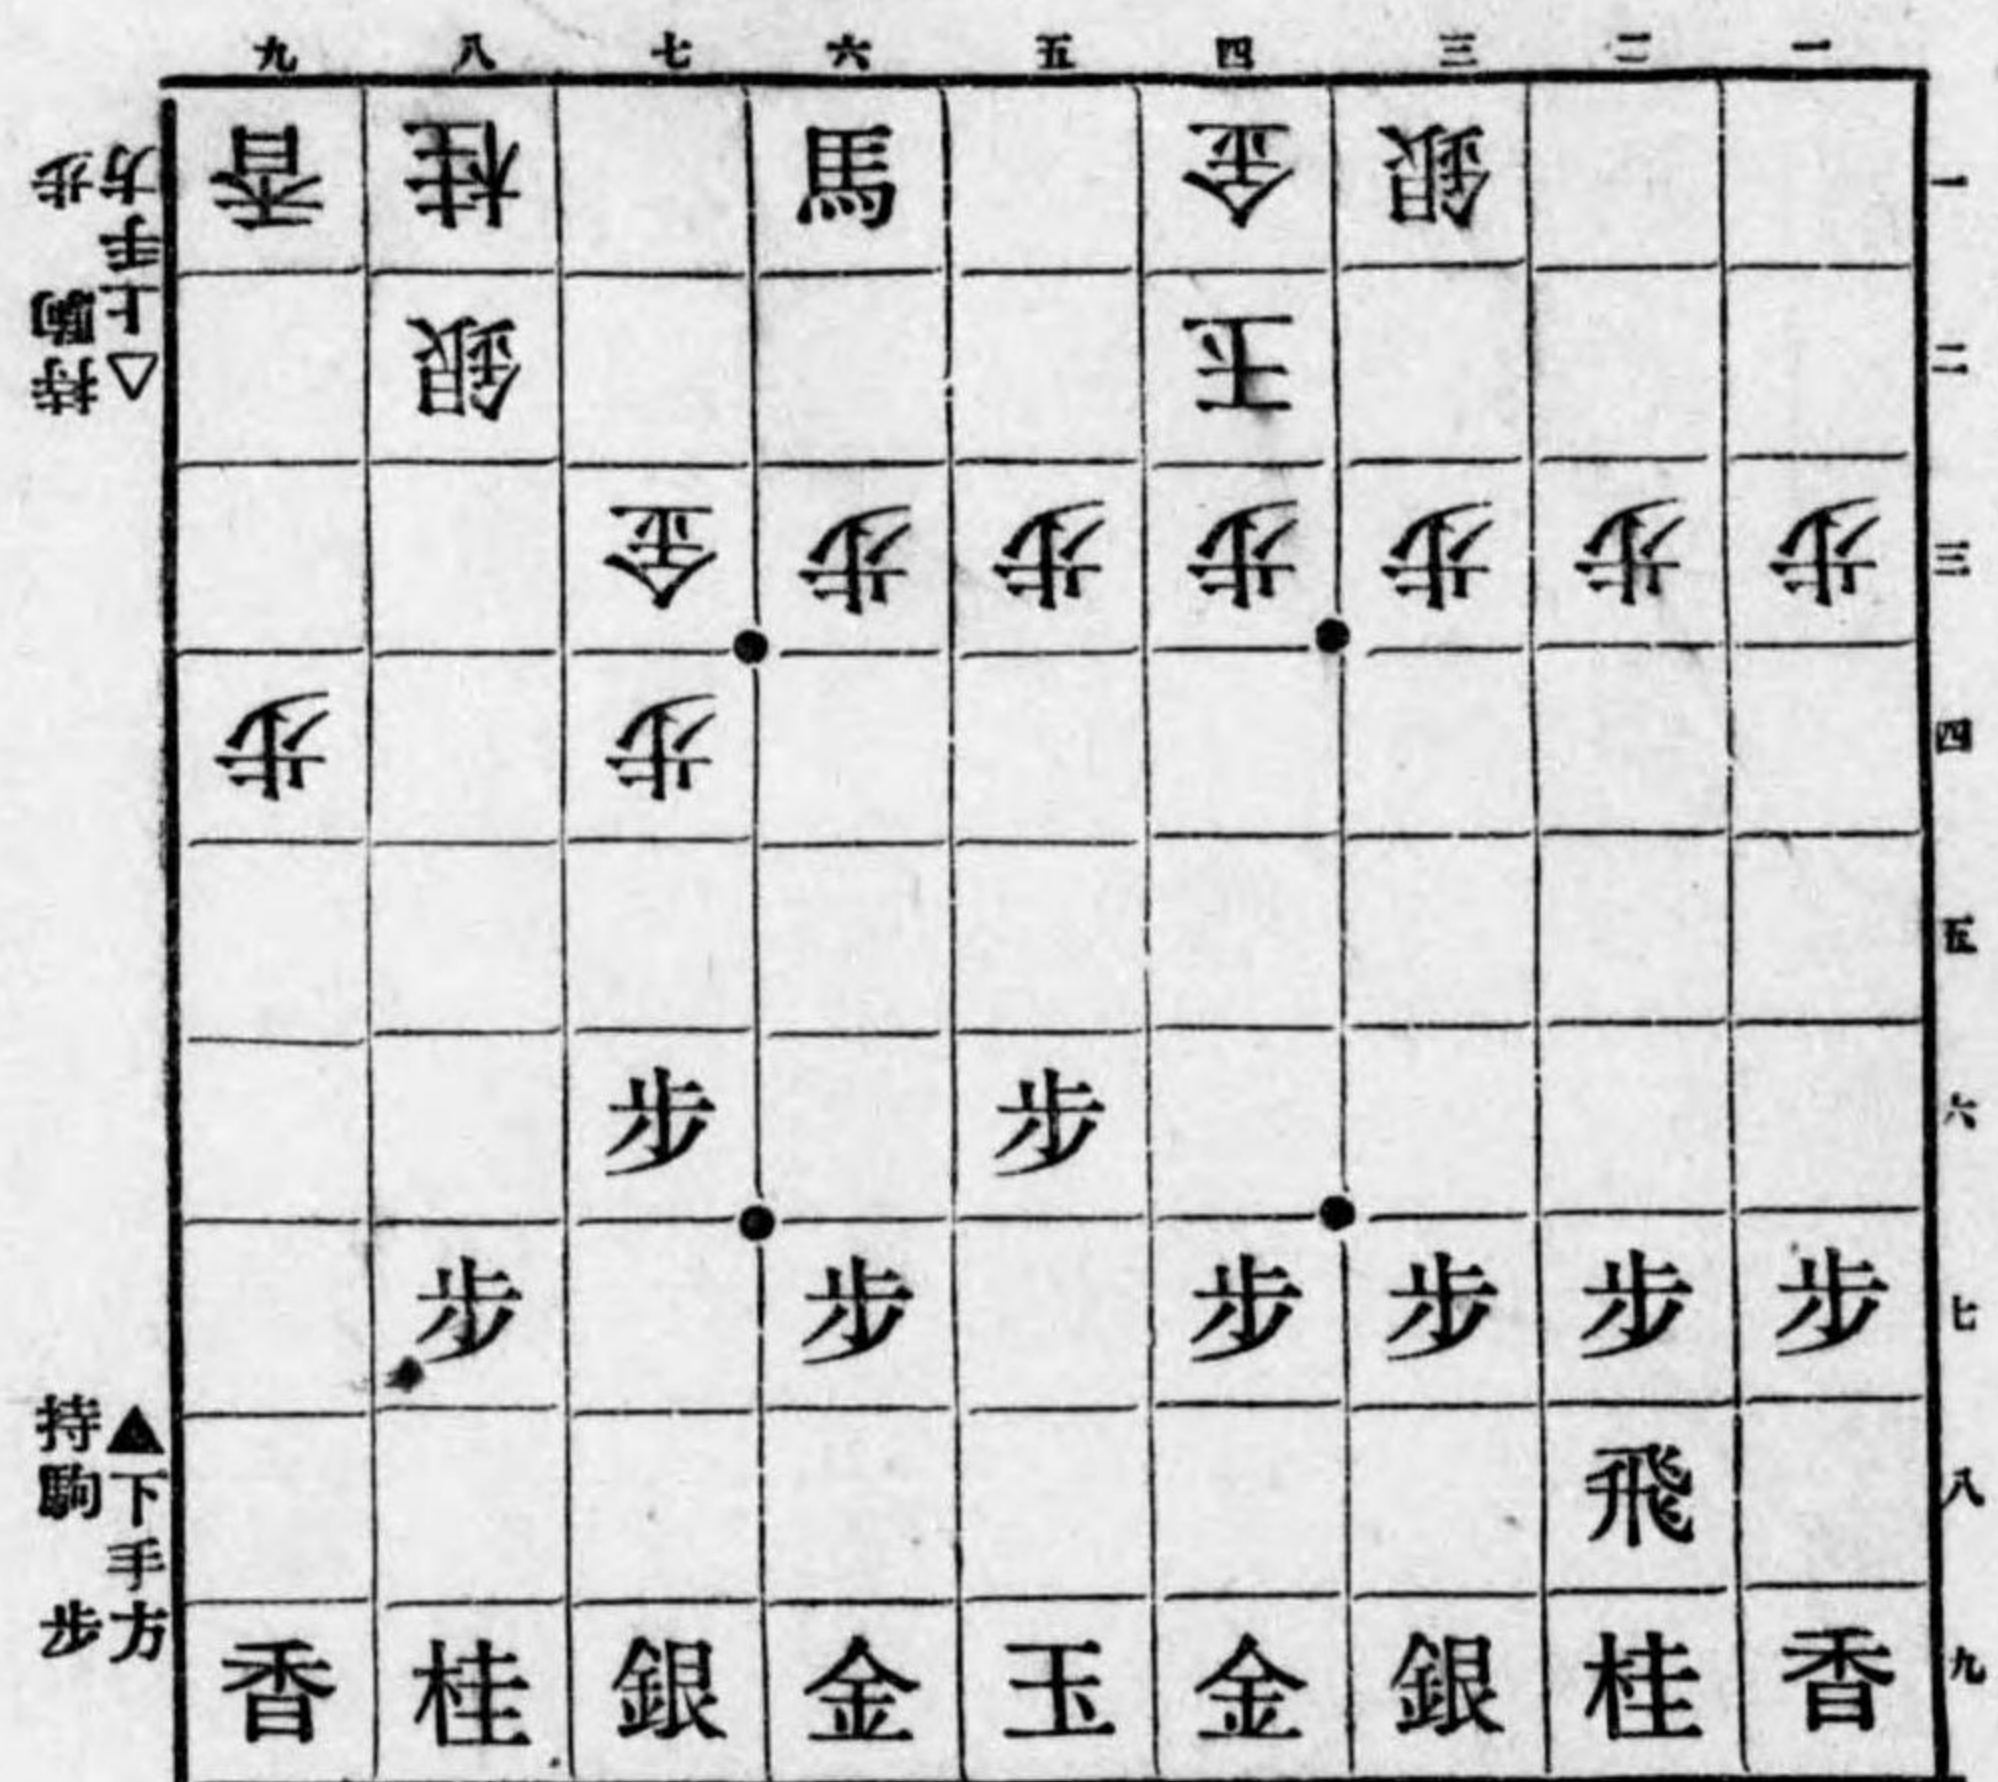 九 八 七 六 五 四 三 二 一
香 桂 馬 金 銀 一
銀 玉 二
金 歩 歩 歩 歩 歩 歩 三
歩 歩 四
五
歩 歩 六
歩 歩 歩 歩 歩 歩 七
飛 八
香 桂 銀 金 玉 金 銀 桂 香 九
△上手方
持駒 歩
▲下手方
持駒 歩